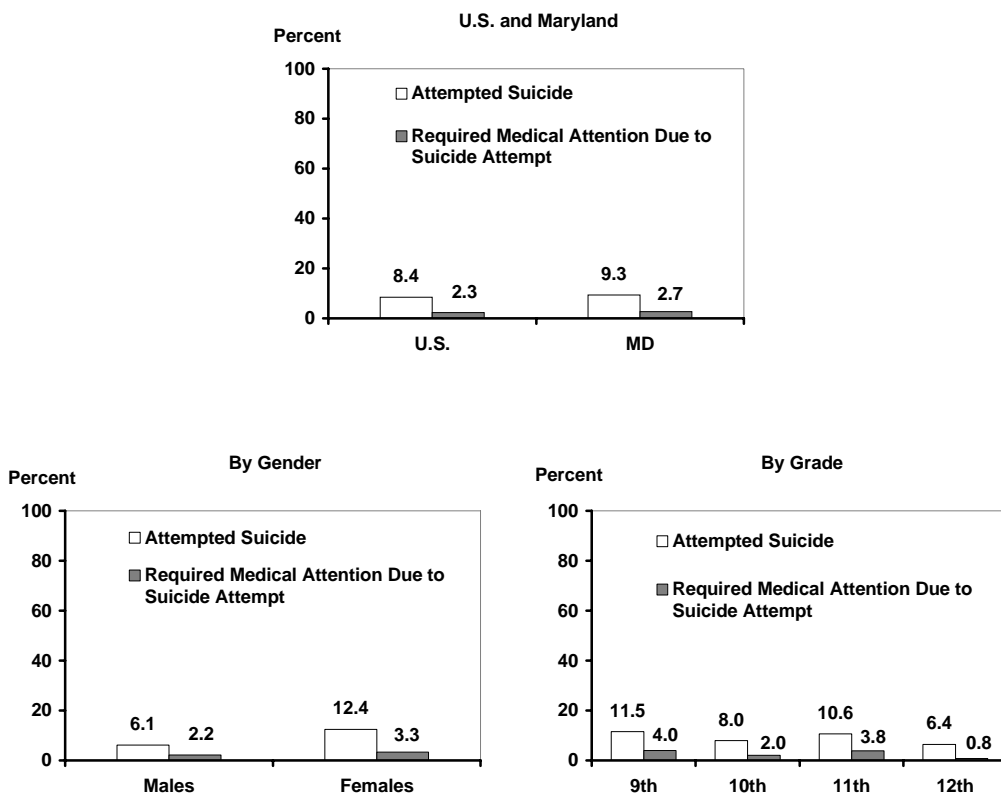 U.S. and Maryland
Percent
100
80
60
40
20
0
Attempted Suicide
Required Medical Attention Due to
Suicide Attempt
8.4
2.3
9.3
2.7
U.S.
MD
By Gender
Percent
100
80
60
40
20
0
Attempted Suicide
Required Medical Attention Due to
Suicide Attempt
6.1
2.2
12.4
3.3
Males
Females
By Grade
Percent
100
80
60
40
20
0
Attempted Suicide
Required Medical Attention Due to
Suicide Attempt
11.5
4.0
8.0
2.0
10.6
3.8
6.4
0.8
9th
10th
11th
12th